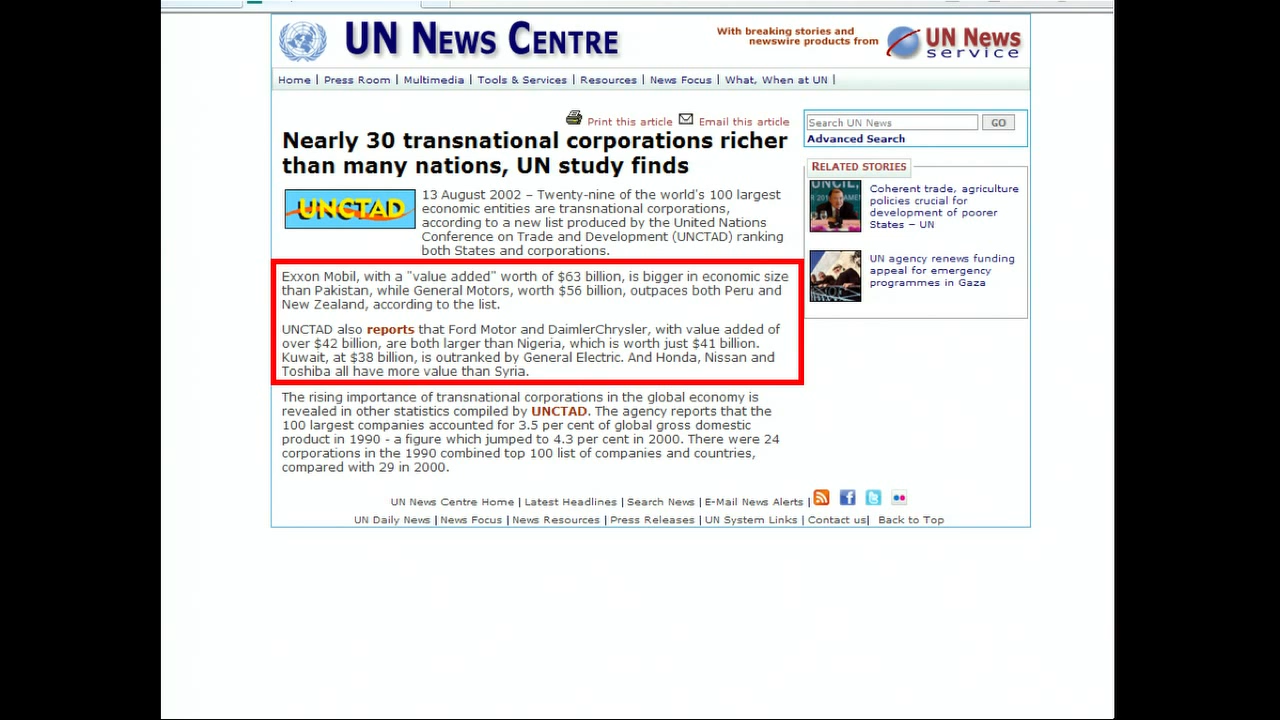 UN NEWS CENTRE
With breaking stories and
newswire products from
UN News
service
Home | Press Room | Multimedia | Tools & Services | Resources | News Focus | What, When at UN |
Print this article Email this article
Nearly 30 transnational corporations richer
than many nations, UN study finds
UNCTAD
13 August 2002 – Twenty-nine of the world's 100 largest
economic entities are transnational corporations,
according to a new list produced by the United Nations
Conference on Trade and Development (UNCTAD) ranking
both States and corporations.
Exxon Mobil, with a "value added" worth of $63 billion, is bigger in economic size
than Pakistan, while General Motors, worth $56 billion, outpaces both Peru and
New Zealand, according to the list.
UNCTAD also reports that Ford Motor and DaimlerChrysler, with value added of
over $42 billion, are both larger than Nigeria, which is worth just $41 billion.
Kuwait, at $38 billion, is outranked by General Electric. And Honda, Nissan and
Toshiba all have more value than Syria.
The rising importance of transnational corporations in the global economy is
revealed in other statistics compiled by UNCTAD. The agency reports that the
100 largest companies accounted for 3.5 per cent of global gross domestic
product in 1990 - a figure which jumped to 4.3 per cent in 2000. There were 24
corporations in the 1990 combined top 100 list of companies and countries,
compared with 29 in 2000.
Search UN News GO
Advanced Search
RELATED STORIES
Coherent trade, agriculture
policies crucial for
development of poorer
States – UN
UN agency renews funding
appeal for emergency
programmes in Gaza
UN News Centre Home | Latest Headlines | Search News | E-Mail News Alerts |
UN Daily News | News Focus | News Resources | Press Releases | UN System Links | Contact us| Back to Top